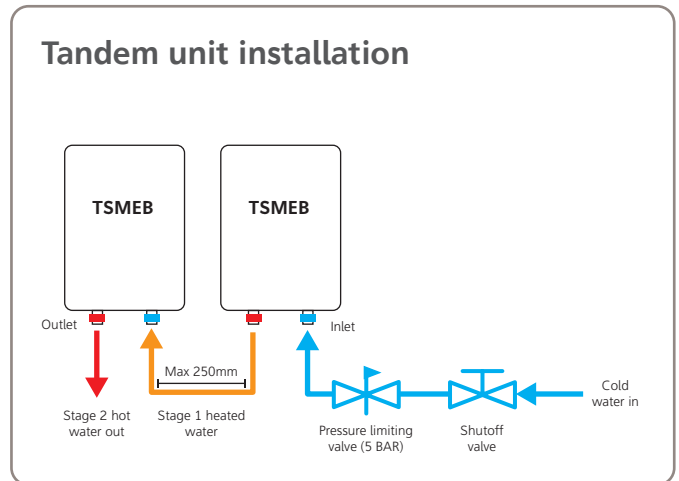 Tandem unit installation
TSMEB
TSMEB
Outlet
Inlet
Max 250mm
Cold
water in
Stage 2 hot
water out
Stage 1 heated
water
Pressure limiting
valve (5 BAR)
Shutoff
valve